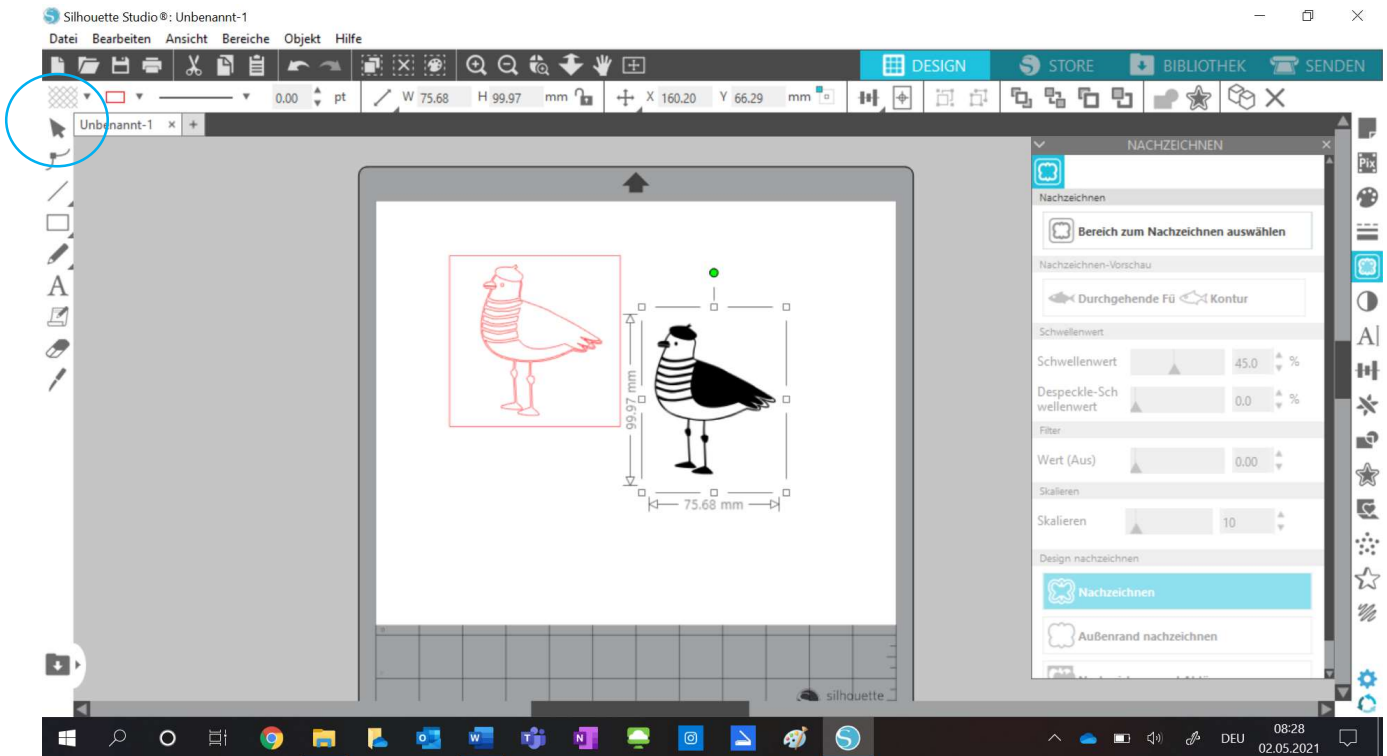 Silhouette Studio®: Unbenannt-1
Datei Bearbeiten Ansicht Bereiche Objekt Hilfe
DESIGN STORE BIBLIOTHEK SENDEN
0.00 pt W 75.68 H 99.97 mm X 160.20 Y 66.29 mm
Unbenannt-1 × +
NACHZEICHNEN
Pix
Nachzeichnen
Bereich zum Nachzeichnen auswählen
Nachzeichnen-Vorschau
Durchgehende Fü Kontur
Schwellenwert
Schwellenwert 45.0 %
Despeckle-Sch
wellenwert 0.0 %
Filter
Wert (Aus) 0.00
Skalieren
Skalieren 10
Design nachzeichnen
Nachzeichnen
Außenrand nachzeichnen
99.97 mm
75.68 mm
silhouette
DEU
08:28
02.05.2021